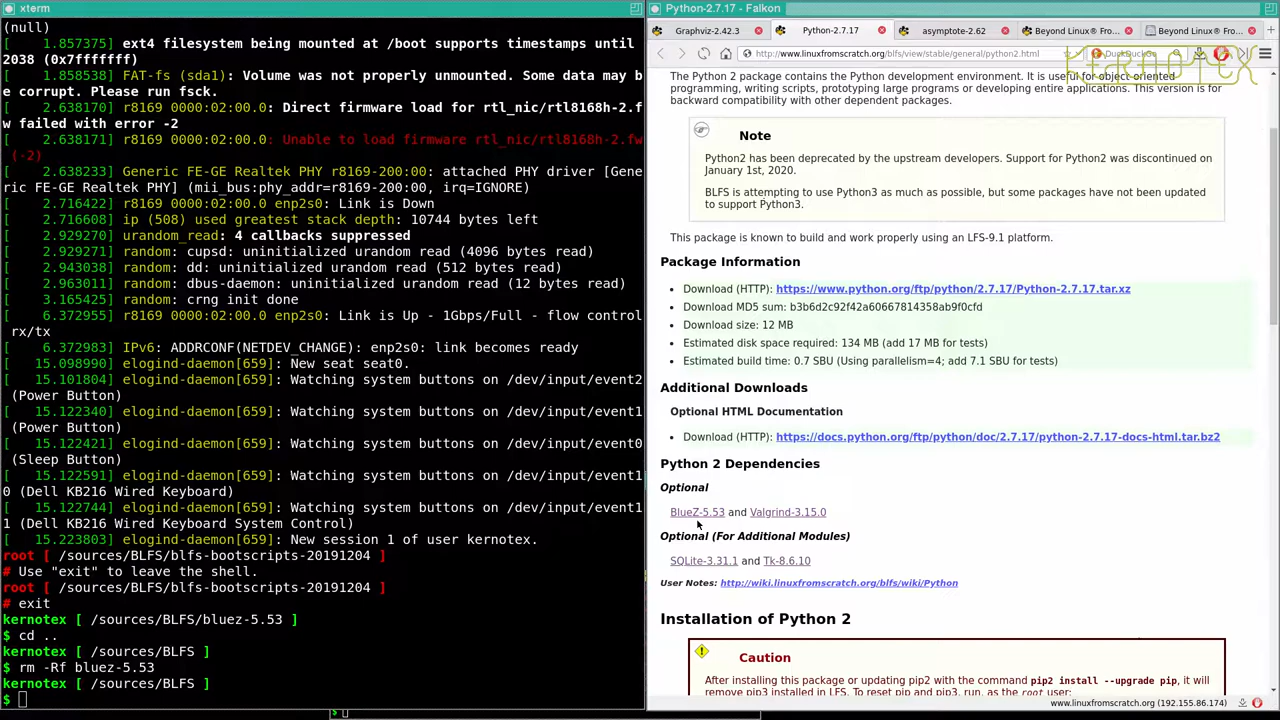 xterm
(null)
[    1.857375] ext4 filesystem being mounted at /boot supports timestamps until
2038 (0x7fffffff)
[    1.858538] FAT-fs (sda1): Volume was not properly unmounted. Some data may b
e corrupt. Please run fsck.
[    2.638170] r8169 0000:02:00.0: Direct firmware load for rtl_nic/rtl8168h-2.f
w failed with error -2
[    2.638171] r8169 0000:02:00.0: Unable to load firmware rtl_nic/rtl8168h-2.fw
(-2)
[    2.638233] Generic FE-GE Realtek PHY r8169-200:00: attached PHY driver [Gene
ric FE-GE Realtek PHY] (mii_bus:phy_addr=r8169-200:00, irq=IGNORE)
[    2.716422] r8169 0000:02:00.0 enp2s0: Link is Down
[    2.716608] ip (508) used greatest stack depth: 10744 bytes left
[    2.929270] urandom_read: 4 callbacks suppressed
[    2.929271] random: cupsd: uninitialized urandom read (4096 bytes read)
[    2.943038] random: dd: uninitialized urandom read (512 bytes read)
[    2.963011] random: dbus-daemon: uninitialized urandom read (12 bytes read)
[    3.165425] random: crng init done
[    6.372955] r8169 0000:02:00.0 enp2s0: Link is Up - 1Gbps/Full - flow control
rx/tx
[    6.372983] IPv6: ADDRCONF(NETDEV_CHANGE): enp2s0: link becomes ready
[   15.098990] elogind-daemon[659]: New seat seat0.
[   15.101804] elogind-daemon[659]: Watching system buttons on /dev/input/event2
(Power Button)
[   15.122340] elogind-daemon[659]: Watching system buttons on /dev/input/event1
(Power Button)
[   15.122421] elogind-daemon[659]: Watching system buttons on /dev/input/event0
(Sleep Button)
[   15.122591] elogind-daemon[659]: Watching system buttons on /dev/input/event1
0 (Dell KB216 Wired Keyboard)
[   15.122744] elogind-daemon[659]: Watching system buttons on /dev/input/event1
1 (Dell KB216 Wired Keyboard System Control)
[   15.223803] elogind-daemon[659]: New session 1 of user kernotex.
root [ /sources/BLFS/blfs-bootscripts-20191204 ]
# Use "exit" to leave the shell.
root [ /sources/BLFS/blfs-bootscripts-20191204 ]
# exit
kernotex [ /sources/BLFS/bluez-5.53 ]
$ cd ..
kernotex [ /sources/BLFS ]
$ rm -Rf bluez-5.53
kernotex [ /sources/BLFS ]
$
$
Python-2.7.17 - Falkon
Graphviz-2.42.3
Python-2.7.17
asymptote-2.62
Beyond Linux® Fro...
Beyond Linux® Fro...
http://www.linuxfromscratch.org/blfs/view/stable/general/python2.html
DuckDuckGo
KERNOTEX
The Python 2 package contains the Python development environment. It is useful for object-oriented
programming, writing scripts, prototyping large programs or developing entire applications. This version is for
backward compatibility with other dependent packages.
Note
Python2 has been deprecated by the upstream developers. Support for Python2 was discontinued on
January 1st, 2020.
BLFS is attempting to use Python3 as much as possible, but some packages have not been updated
to support Python3.
This package is known to build and work properly using an LFS-9.1 platform.
Package Information
• Download (HTTP): https://www.python.org/ftp/python/2.7.17/Python-2.7.17.tar.xz
• Download MD5 sum: b3b6d2c92f42a60667814358ab9f0cfd
• Download size: 12 MB
• Estimated disk space required: 134 MB (add 17 MB for tests)
• Estimated build time: 0.7 SBU (Using parallelism=4; add 7.1 SBU for tests)
Additional Downloads
Optional HTML Documentation
• Download (HTTP): https://docs.python.org/ftp/python/doc/2.7.17/python-2.7.17-docs-html.tar.bz2
Python 2 Dependencies
Optional
BlueZ-5.53 and Valgrind-3.15.0
Optional (For Additional Modules)
SQLite-3.31.1 and Tk-8.6.10
User Notes: http://wiki.linuxfromscratch.org/blfs/wiki/Python
Installation of Python 2
Caution
After installing this package or updating pip2 with the command pip2 install --upgrade pip, it will
remove pip3 installed in LFS. To reset pip and pip3, run, as the root user:
www.linuxfromscratch.org (192.155.86.174)